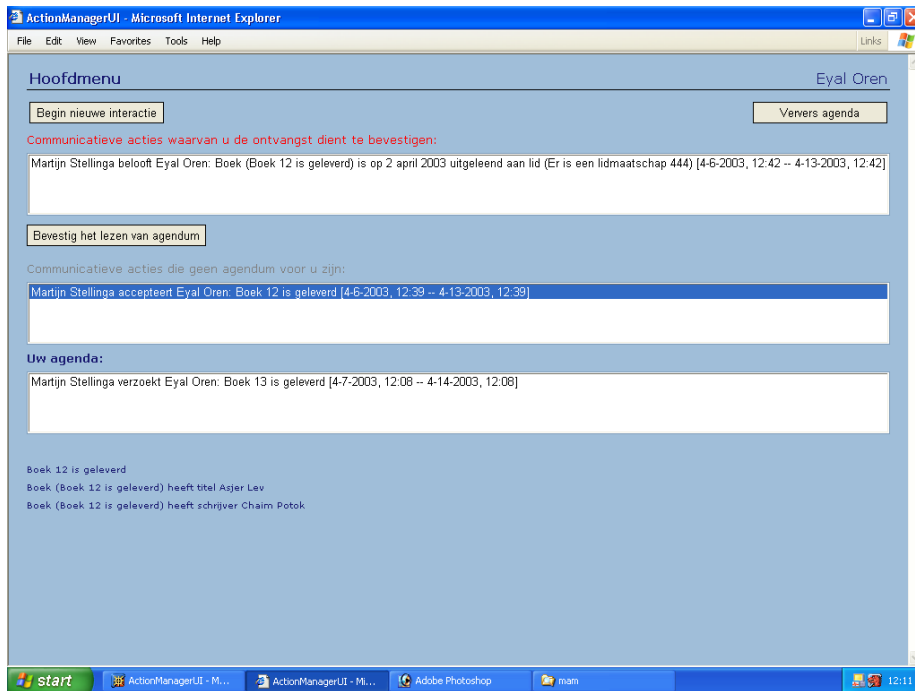 ActionManagerUI - Microsoft Internet Explorer
File Edit View Favorites Tools Help Links
Hoofdmenu Eyal Oren
Begin nieuwe interactie Ververs agenda
Communicatieve acties waarvan u de ontvangst dient te bevestigen:
Martijn Stellinga belooft Eyal Oren: Boek (Boek 12 is geleverd) is op 2 april 2003 uitgeleend aan lid (Er is een lidmaatschap 444) [4-6-2003, 12:42 -- 4-13-2003, 12:42]
Bevestig het lezen van agendum
Communicatieve acties die geen agendum voor u zijn:
Martijn Stellinga accepteert Eyal Oren: Boek 12 is geleverd [4-6-2003, 12:39 -- 4-13-2003, 12:39]
Uw agenda:
Martijn Stellinga verzoekt Eyal Oren: Boek 13 is geleverd [4-7-2003, 12:08 -- 4-14-2003, 12:08]
Boek 12 is geleverd
Boek (Boek 12 is geleverd) heeft titel Asjer Lev
Boek (Boek 12 is geleverd) heeft schrijver Chaim Potok
start ActionManagerUI - M... ActionManagerUI - Mi... Adobe Photoshop mam 12:11